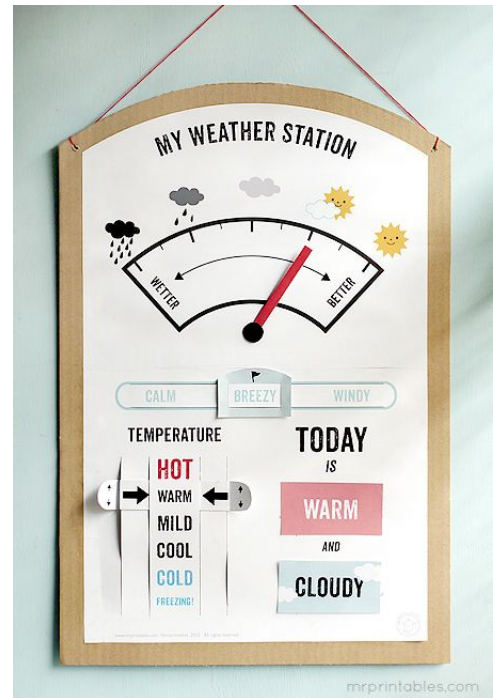 MY WEATHER STATION
WETTER
BETTER
CALM
BREEZY
WINDY
TEMPERATURE
HOT
WARM
MILD
COOL
COLD
FREEZING!
TODAY
IS
WARM
AND
CLOUDY
mrprintables.com